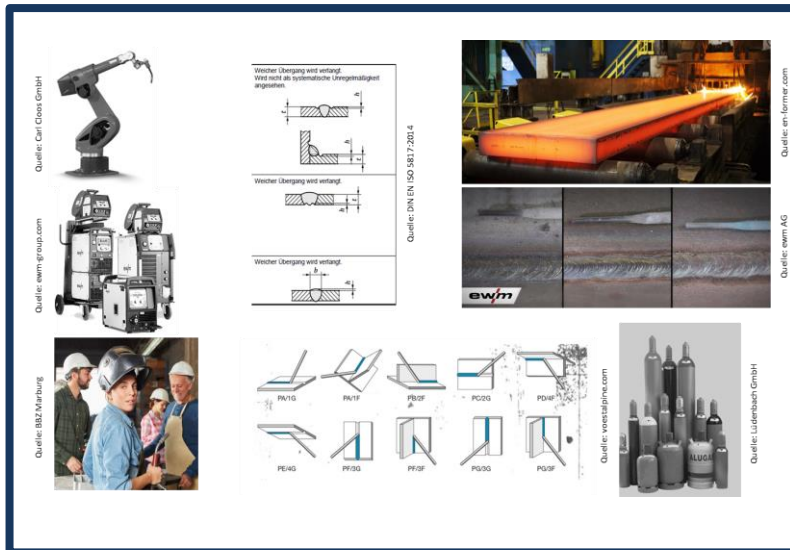 Quelle: Carl Cloos GmbH
Weicher Übergang wird verlangt.
Wird nicht als systematische Unregelmäßigkeit
angesehen.
h
t
h
t
Weicher Übergang wird verlangt.
t
h
Weicher Übergang wird verlangt.
b
h
Quelle: DIN EN ISO 5817:2014
Quelle: en-former.com
Quelle: ewm-group.com
ewm
Quelle: ewm AG
Quelle: BBZ Marburg
PA/1G PA/1F PB/2F PC/2G PD/4F
PE/4G PF/3G PF/3F PG/3G PG/3F
Quelle: voestalpine.com
ALUGAS
Quelle: Lüdenbach GmbH